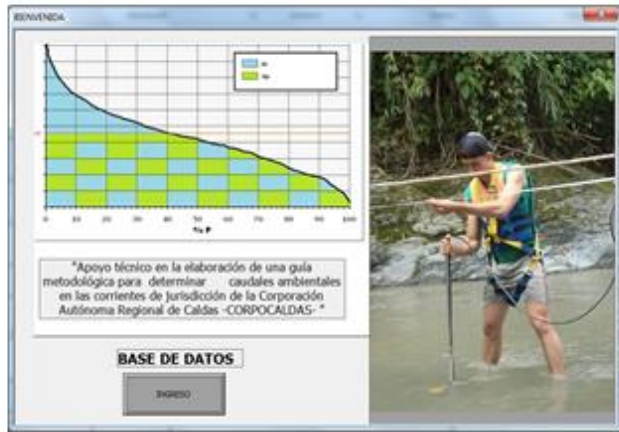 BIENVENIDA
0 10 20 30 40 50 60 70 80 90 100
% P
"Apoyo técnico en la elaboración de una guía
metodológica para determinar caudales ambientales
en las corrientes de jurisdicción de la Corporación
Autónoma Regional de Caldas -CORPOCALDAS- "
BASE DE DATOS
INGRESO